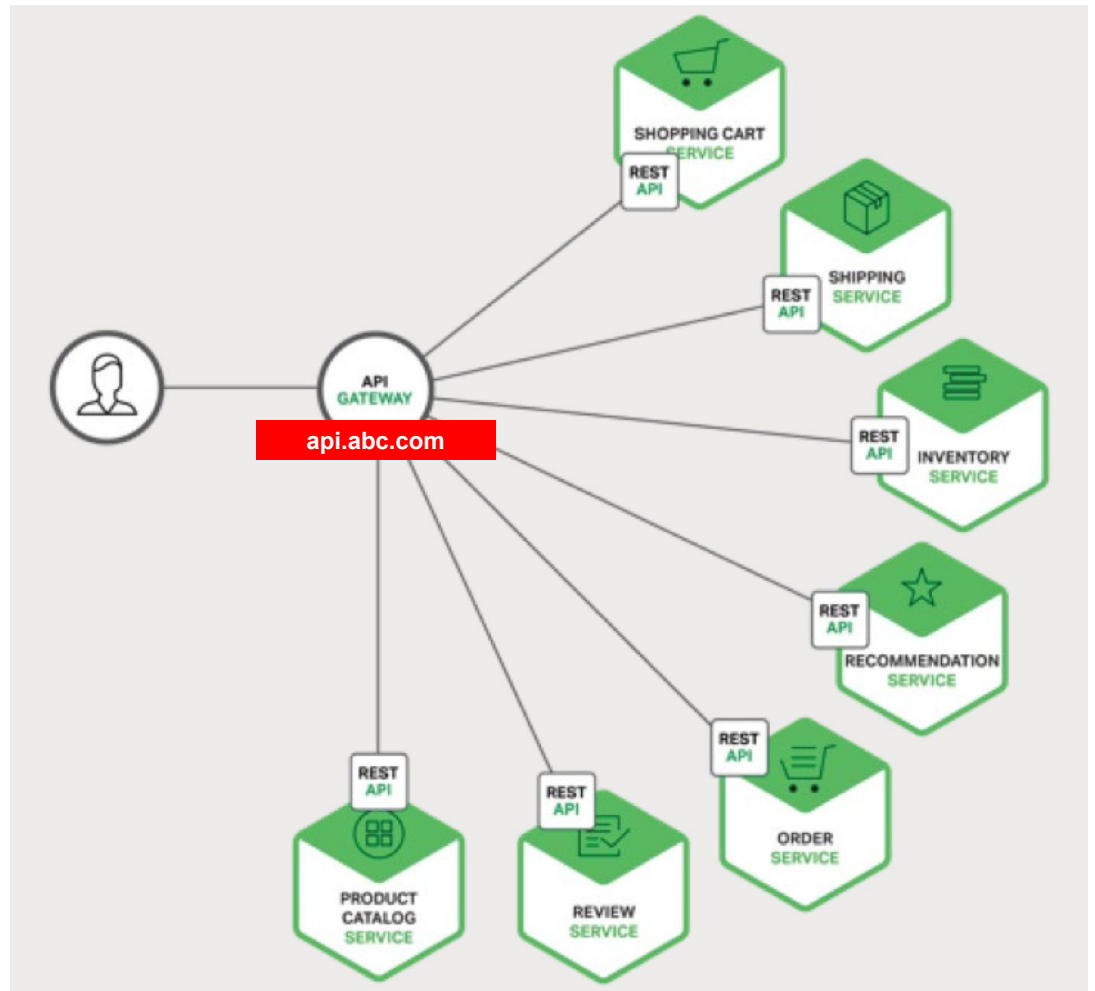 SHOPPING CART
SERVICE
REST
API
SHIPPING
SERVICE
REST
API
API
GATEWAY
api.abc.com
REST
API
INVENTORY
SERVICE
REST
API
RECOMMENDATION
SERVICE
REST
API
ORDER
SERVICE
REST
API
PRODUCT
CATALOG
SERVICE
REST
API
REVIEW
SERVICE